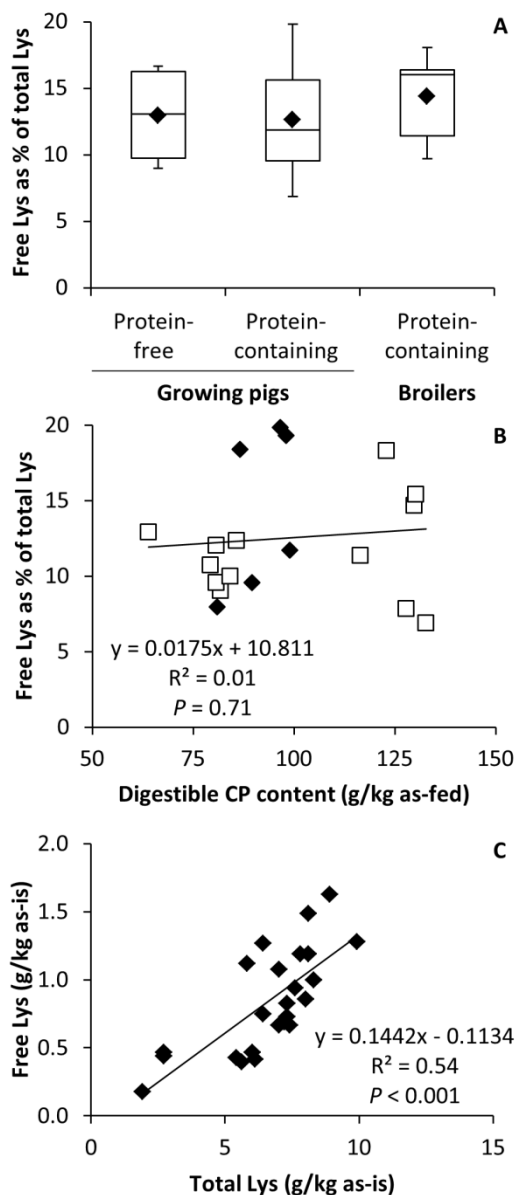 A
Free Lys as % of total Lys
20
15
10
5
0
Protein-
free
Protein-
containing
Protein-
containing
Growing pigs
Broilers
B
Free Lys as % of total Lys
20
15
10
5
0
y = 0.0175x + 10.811
R² = 0.01
P = 0.71
50 75 100 125 150
Digestible CP content (g/kg as-fed)
C
Free Lys (g/kg as-is)
2.0
1.5
1.0
0.5
0.0
y = 0.1442x - 0.1134
R² = 0.54
P < 0.001
0 5 10 15
Total Lys (g/kg as-is)